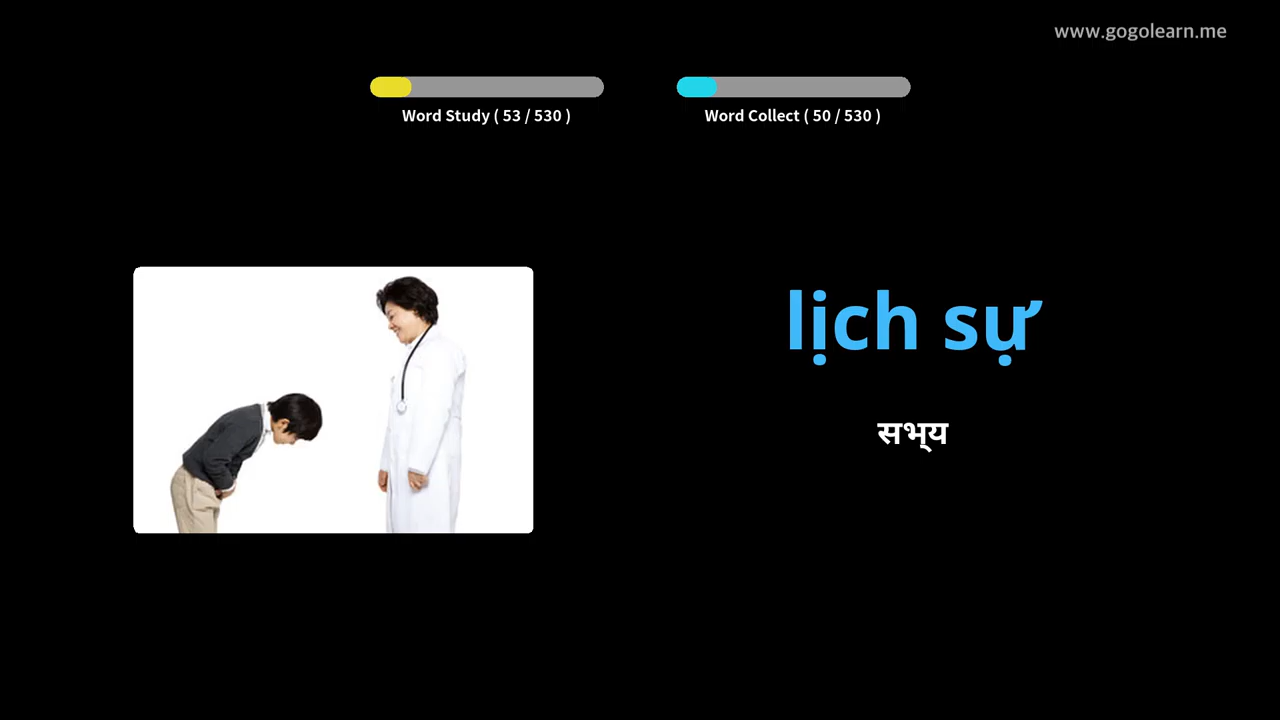 www.gogolearn.me
Word Study ( 53 / 530 )
Word Collect ( 50 / 530 )
lịch sự
सभ्य